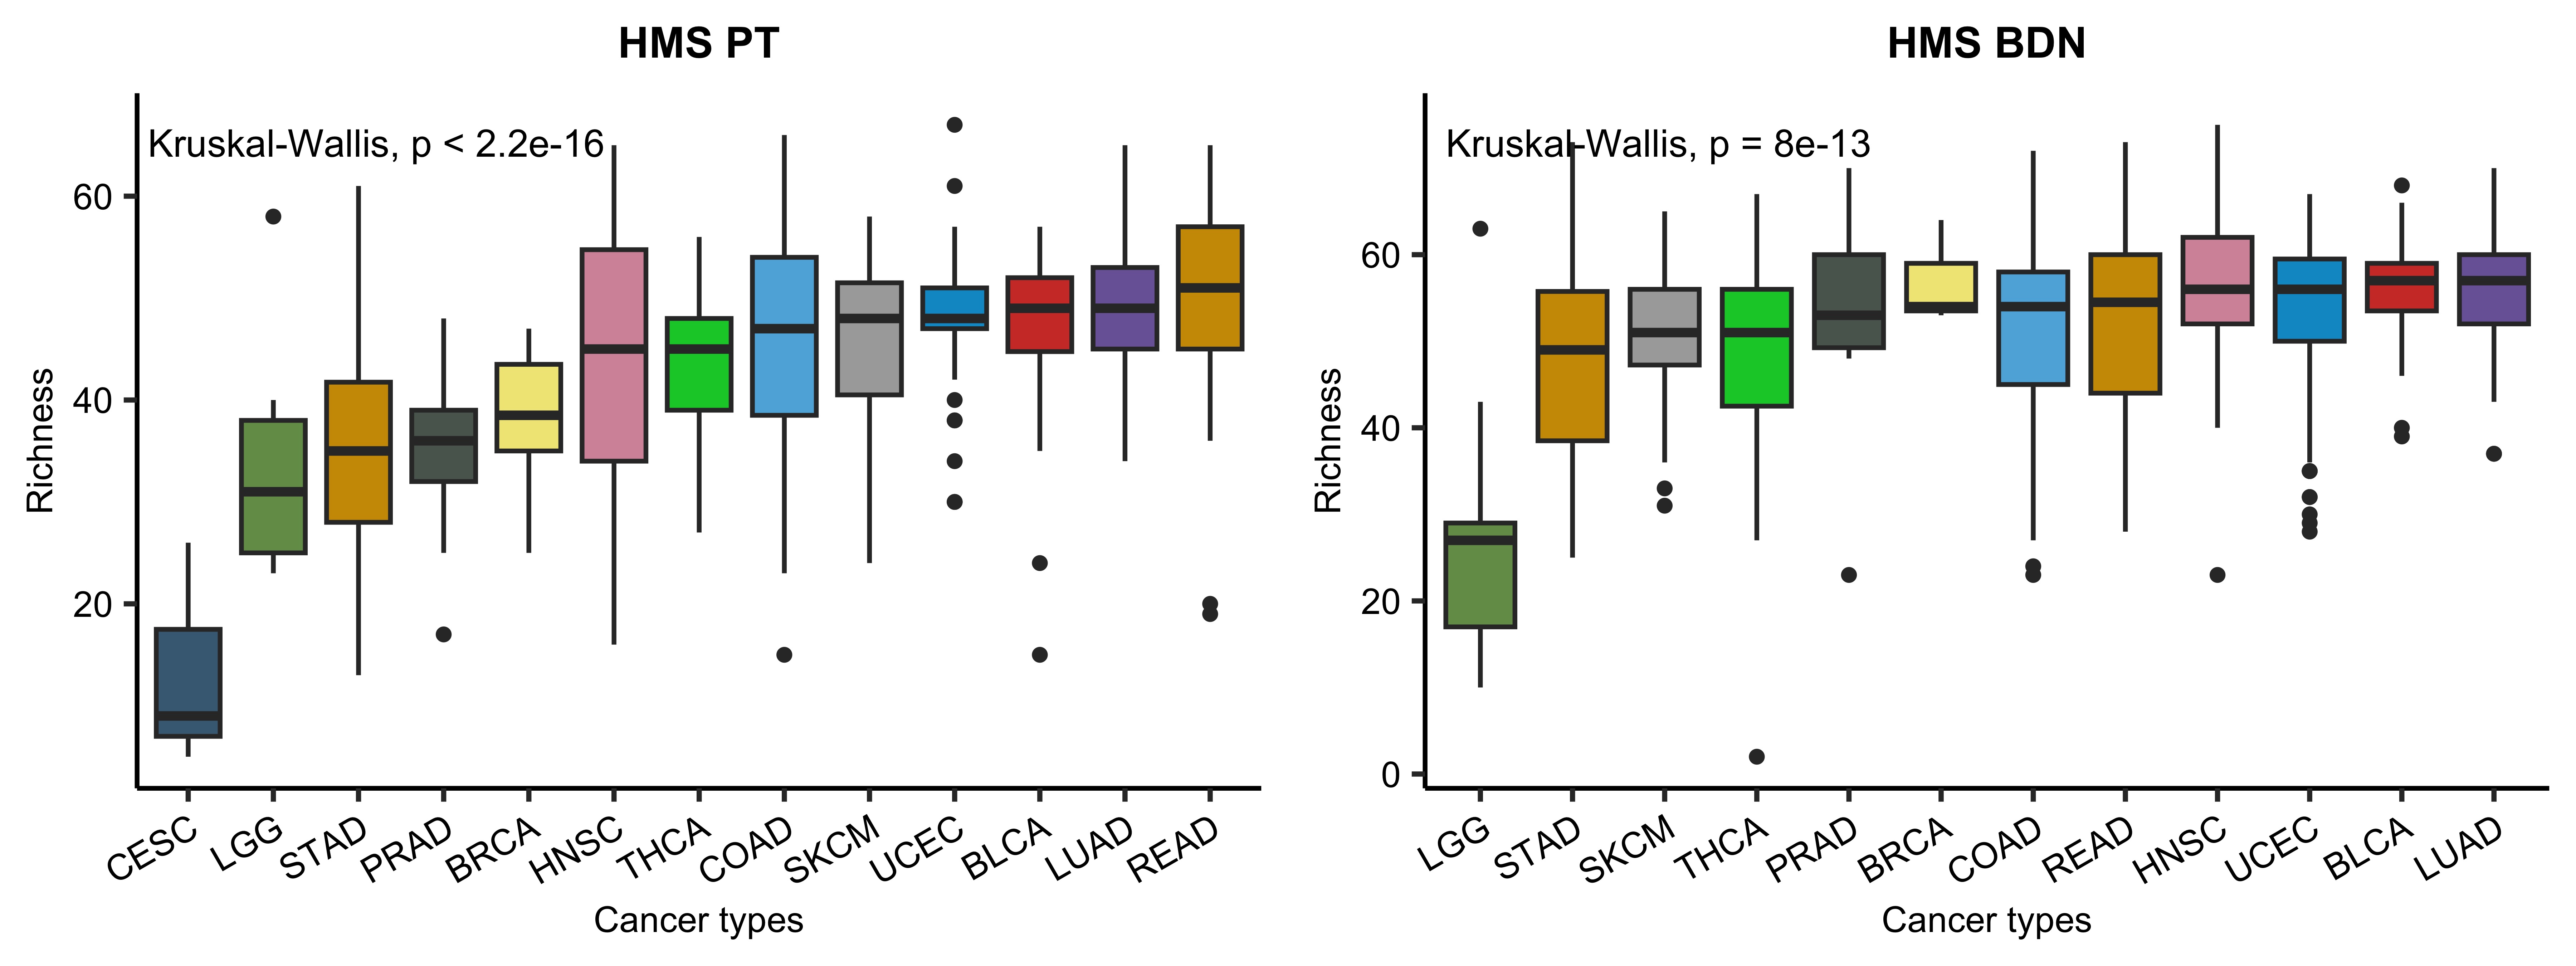 HMS PT
Kruskal-Wallis, p < 2.2e-16
Richness
60
40
20
CESC
LGG
STAD
PRAD
BRCA
HNSC
THCA
COAD
SKCM
UCEC
BLCA
LUAD
READ
Cancer types
HMS BDN
Kruskal-Wallis, p = 8e-13
Richness
60
40
20
0
LGG
STAD
SKCM
THCA
PRAD
BRCA
COAD
READ
HNSC
UCEC
BLCA
LUAD
Cancer types